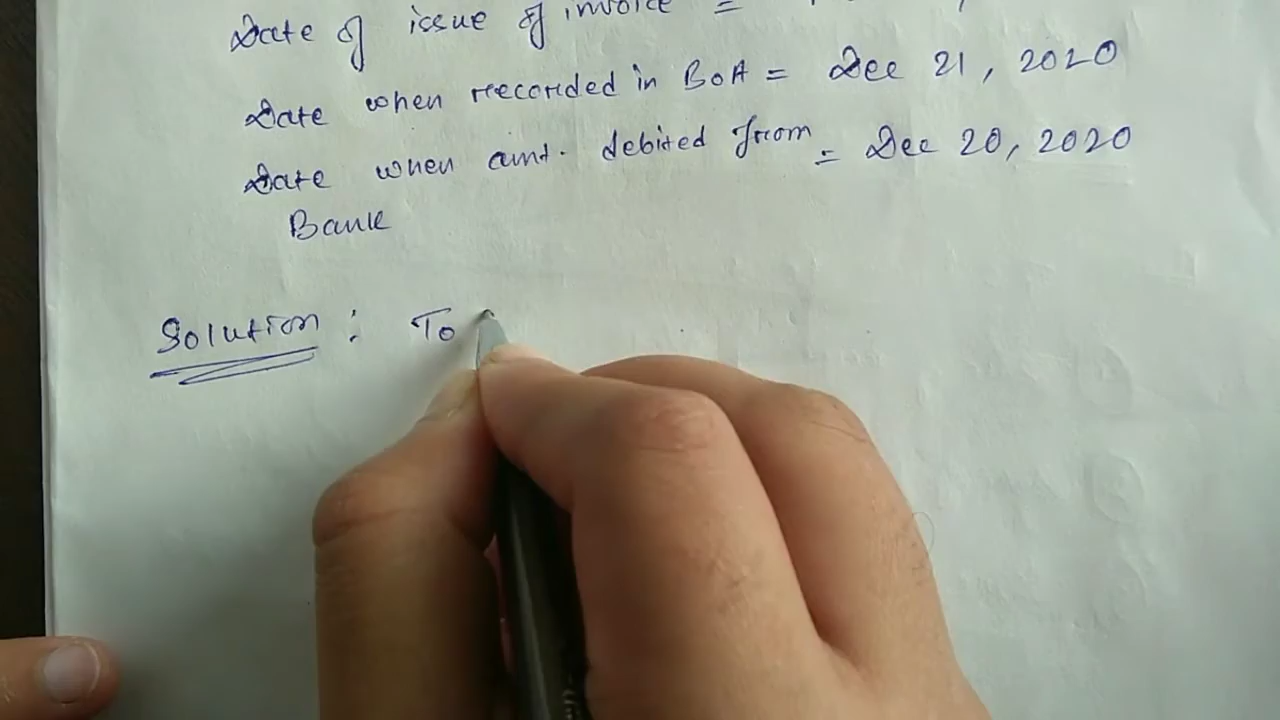 Date of issue of invoice =
Date when recorded in BOA = Dec 21, 2020
Date when amt. debited from = Dec 20, 2020
Bank
Solution : To